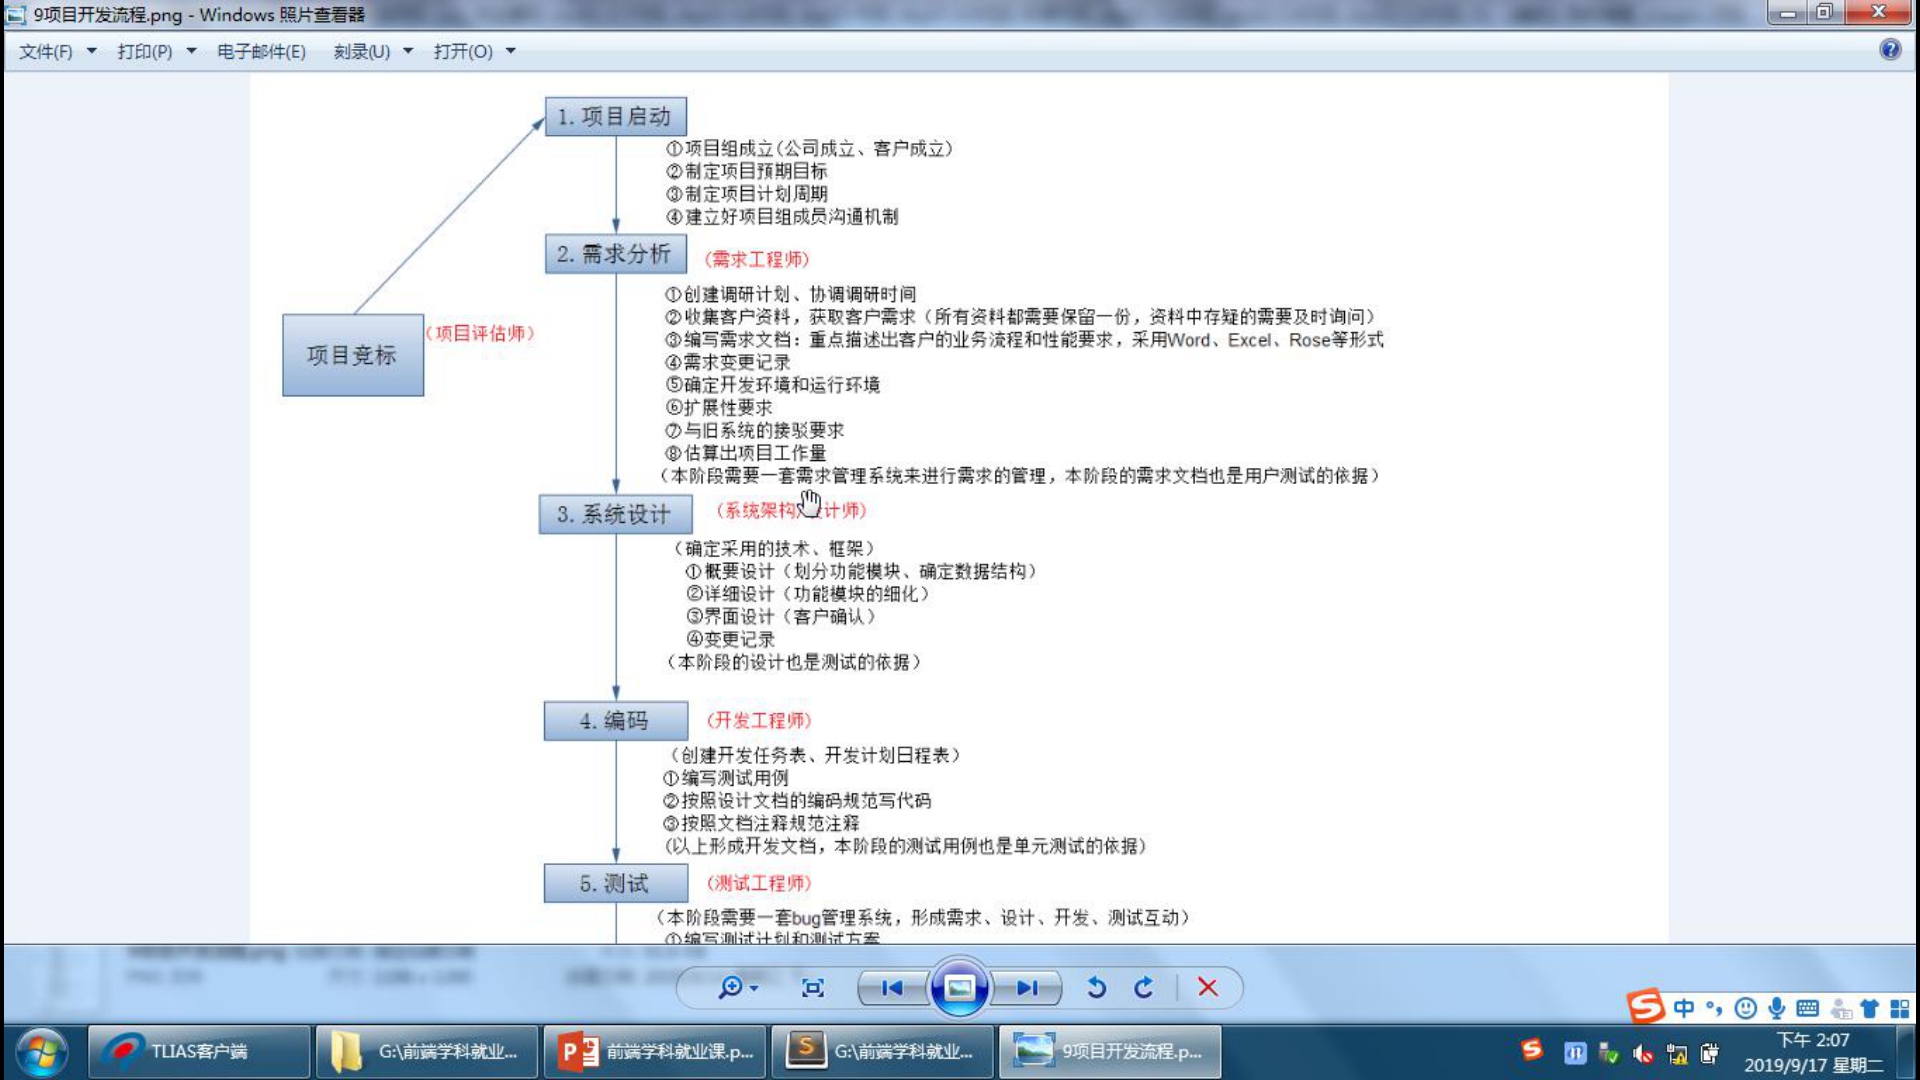 9项目开发流程.png - Windows 照片查看器
文件(F) 打印(P) 电子邮件(E) 刻录(U) 打开(O)
1.项目启动
①项目组成立(公司成立、客户成立)
②制定项目预期目标
③制定项目计划周期
④建立好项目组成员沟通机制
2.需求分析 (需求工程师)
①创建调研计划、协调调研时间
②收集客户资料，获取客户需求（所有资料都需要保留一份，资料中存疑的需要及时询问）
③编写需求文档：重点描述出客户的业务流程和性能要求，采用Word、Excel、Rose等形式
④需求变更记录
⑤确定开发环境和运行环境
⑥扩展性要求
⑦与旧系统的接驳要求
⑧估算出项目工作量
（本阶段需要一套需求管理系统来进行需求的管理，本阶段的需求文档也是用户测试的依据）
项目竞标 (项目评估师)
3.系统设计 (系统架构 计师)
（确定采用的技术、框架）
①概要设计（划分功能模块、确定数据结构）
②详细设计（功能模块的细化）
③界面设计（客户确认）
④变更记录
（本阶段的设计也是测试的依据）
4.编码 (开发工程师)
（创建开发任务表、开发计划日程表）
①编写测试用例
②按照设计文档的编码规范写代码
③按照文档注释规范注释
(以上形成开发文档，本阶段的测试用例也是单元测试的依据)
5.测试 (测试工程师)
（本阶段需要一套bug管理系统，形成需求、设计、开发、测试互动）
①编写测试计划和测试方案
中
TLIAS客户端
G:\前端学科就业...
前端学科就业课.p...
G:\前端学科就业...
9项目开发流程.p...
下午 2:07
2019/9/17 星期二